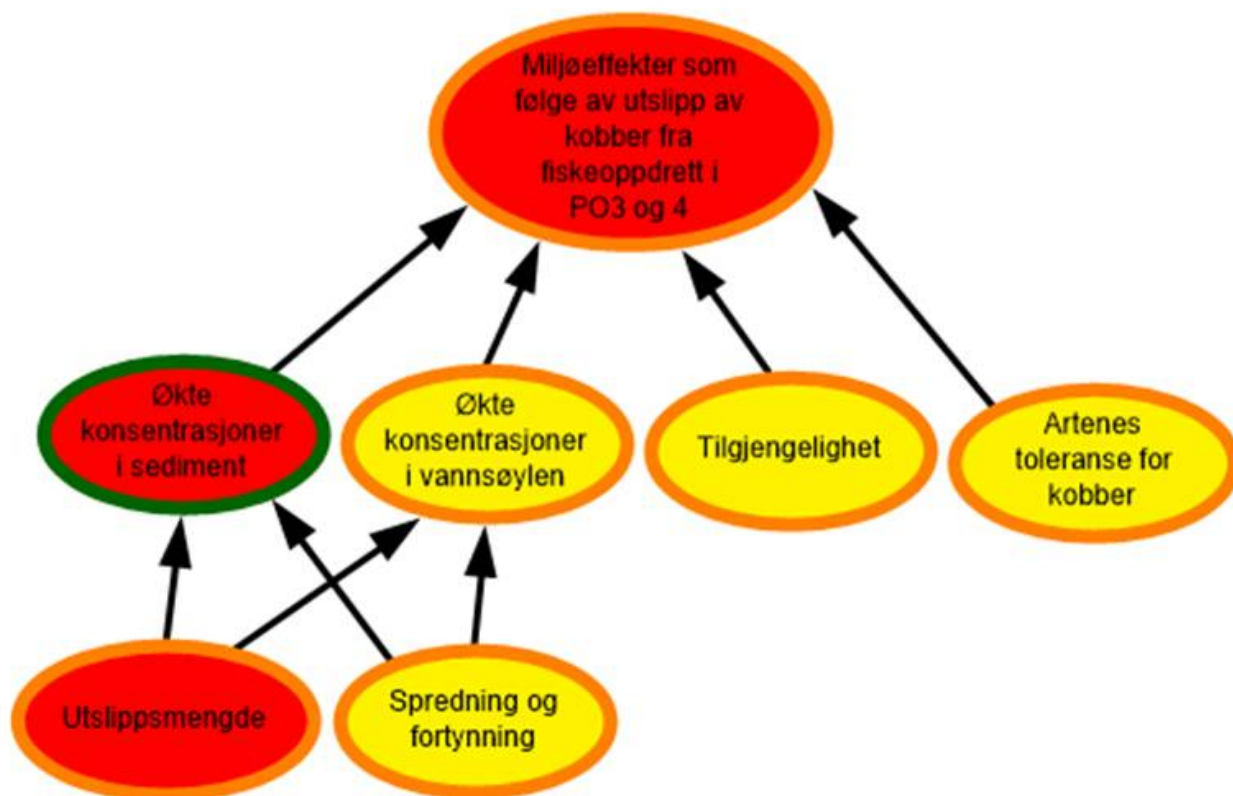 Miljøeffekter som
følge av utslipp av
kobber fra
fiskeoppdrett i
PO3 og 4
Økte
konsentrasjoner
i sediment
Økte
konsentrasjoner
i vannsøylen
Tilgjengelighet
Artenes
toleranse for
kobber
Utslippsmengde
Spredning og
fortynning